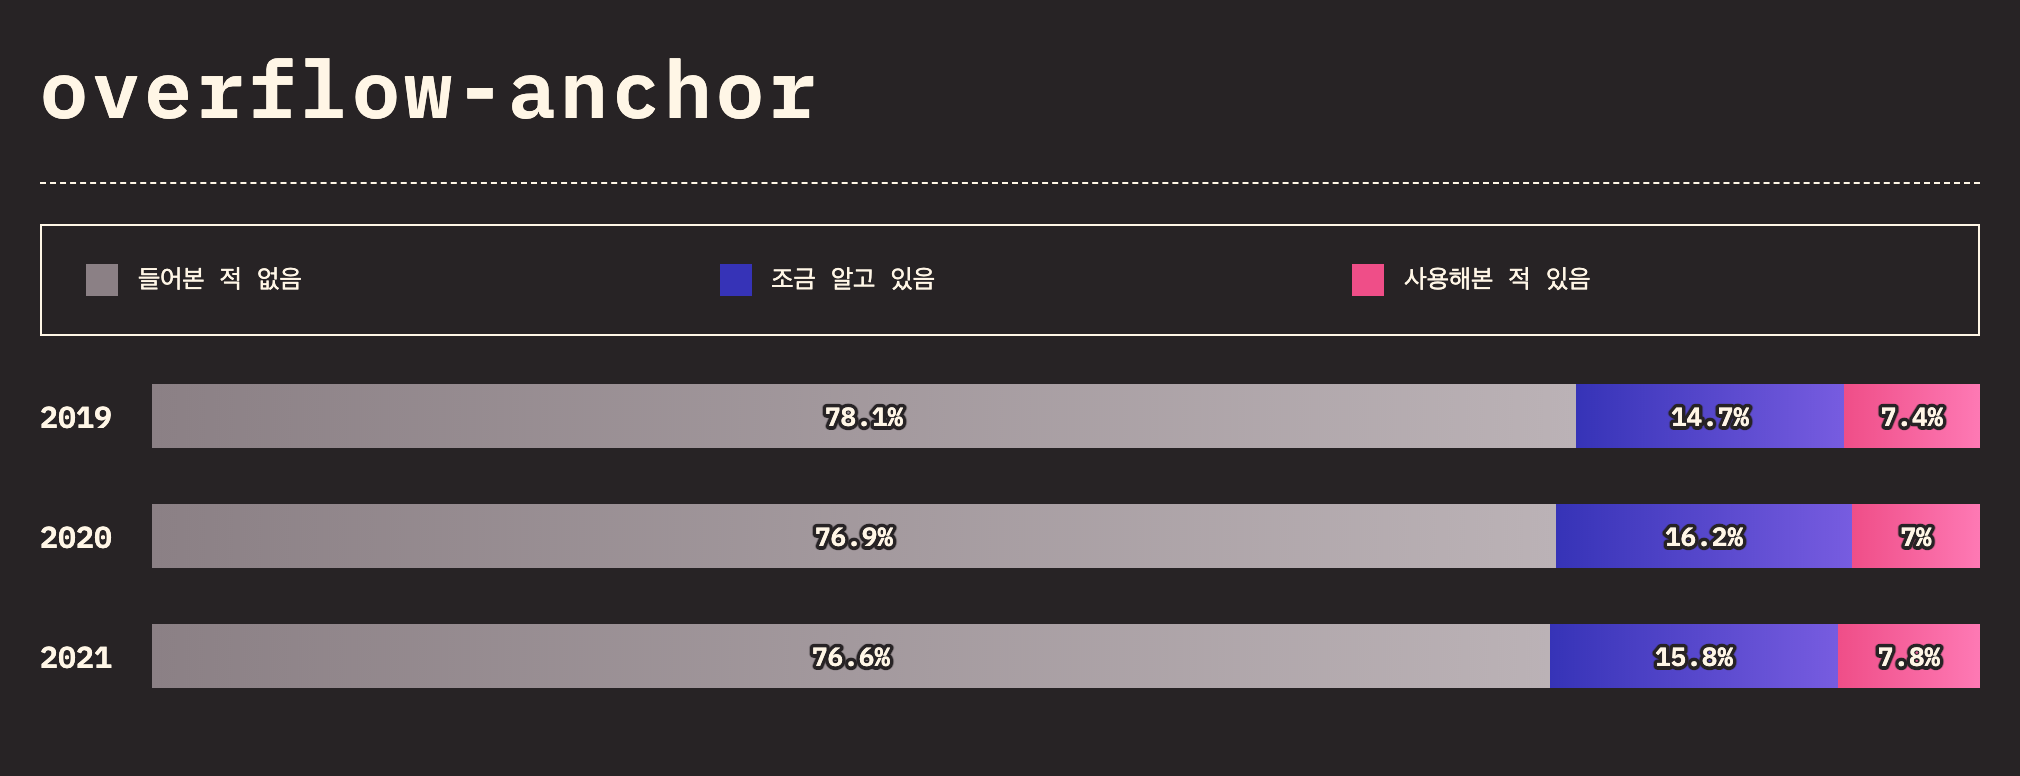 overflow-anchor
들어본 적 없음 조금 알고 있음 사용해본 적 있음
2019 78.1% 14.7% 7.4%
2020 76.9% 16.2% 7%
2021 76.6% 15.8% 7.8%